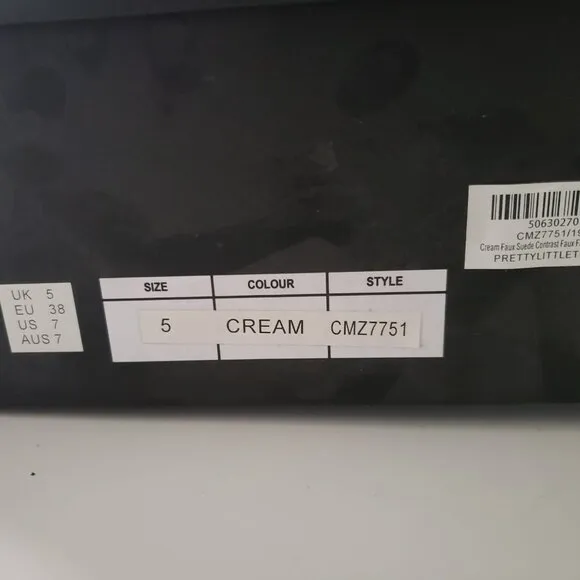 50630270
CMZ7751/19
Cream Faux Suede Contrast Faux
PRETTYLITTLET
UK 5
EU 38
US 7
AUS 7
SIZE COLOUR STYLE
5 CREAM CMZ7751